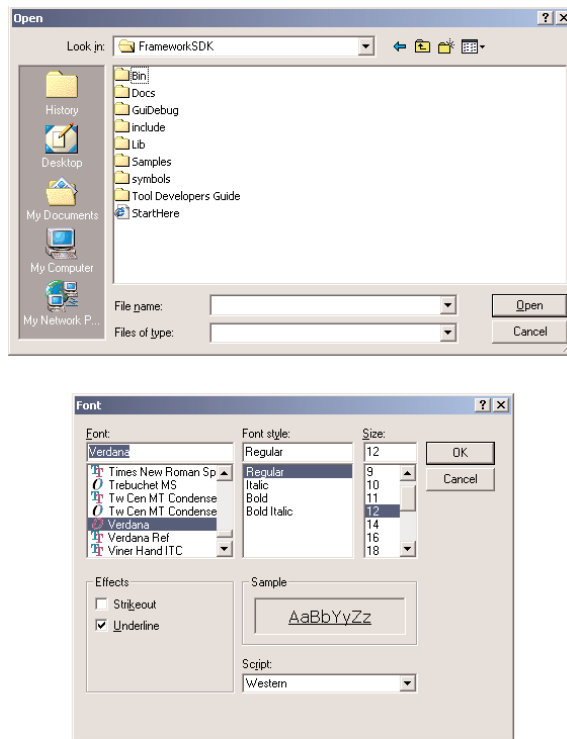 Open
Look in: FrameworkSDK
History
Desktop
My Documents
My Computer
My Network P...
Bin
Docs
GuiDebug
include
Lib
Samples
symbols
Tool Developers Guide
StartHere
File name:
Open
Files of type:
Cancel
Font
Font:
Verdana
Times New Roman Sp
Trebuchet MS
Tw Cen MT Condense
Tw Cen MT Condense
Verdana
Verdana Ref
Viner Hand ITC
Font style:
Regular
Regular
Italic
Bold
Bold Italic
Size:
12
9
10
11
12
14
16
18
OK
Cancel
Effects
Strikeout
Underline
Sample
AaBbYyZz
Script:
Western